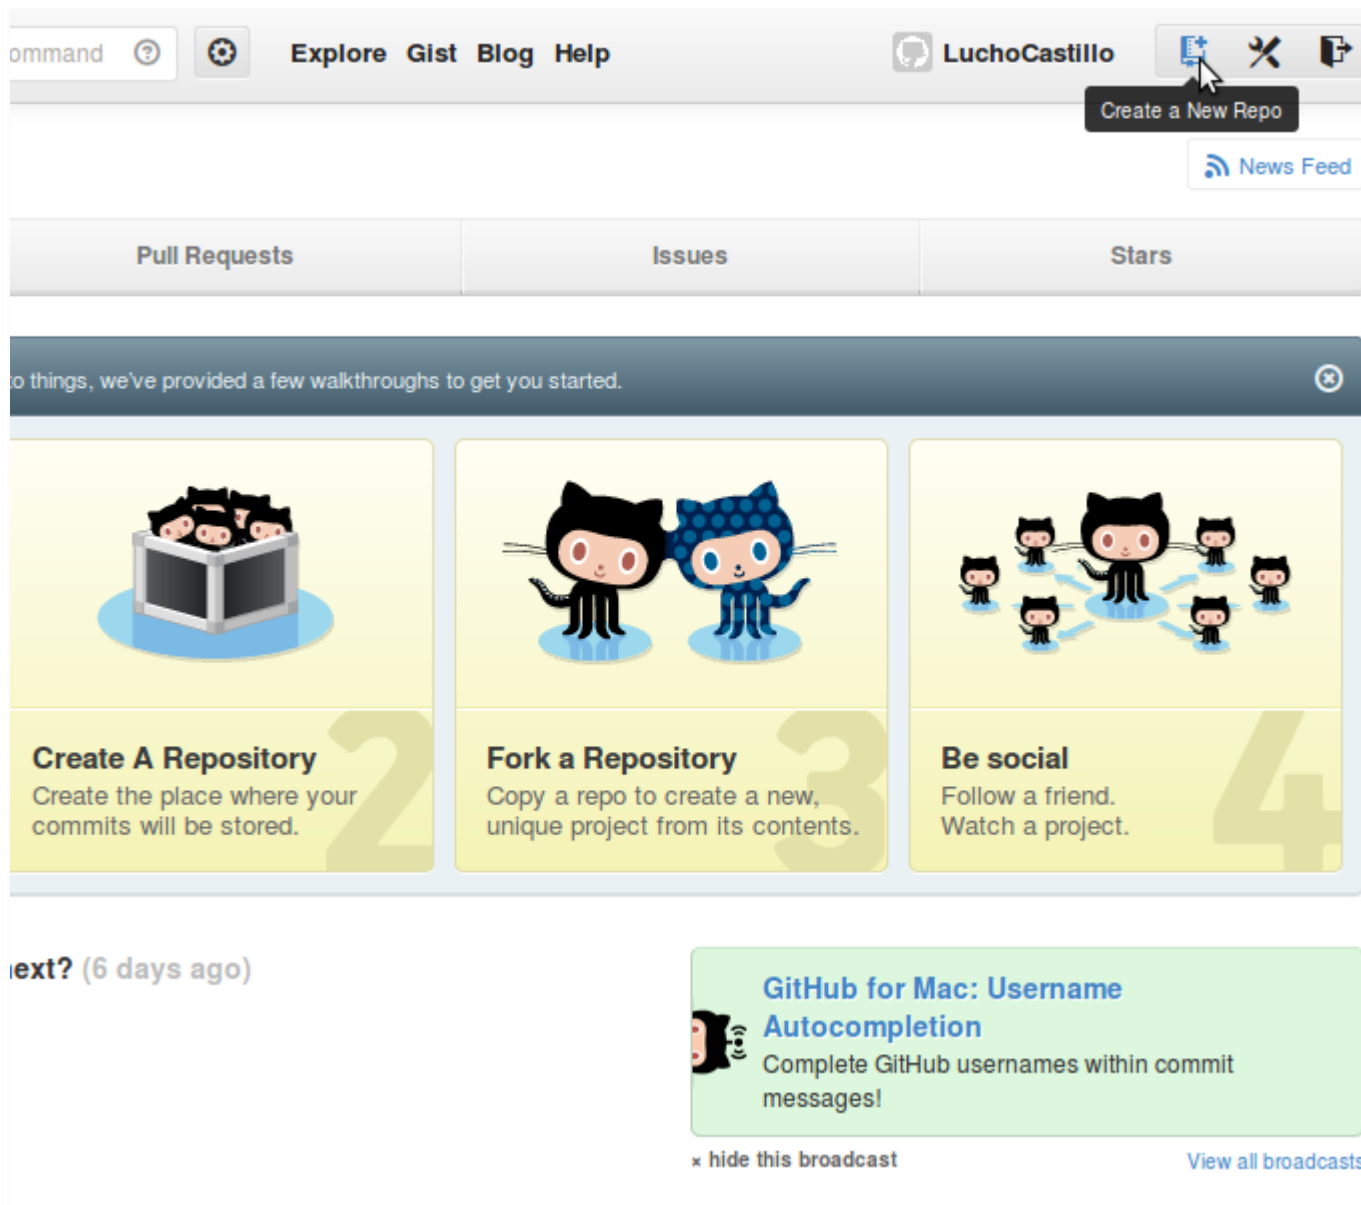 ommand
Explore Gist Blog Help
LuchoCastillo
Create a New Repo
News Feed
Pull Requests
Issues
Stars
to things, we've provided a few walkthroughs to get you started.
2
Create A Repository
Create the place where your
commits will be stored.
3
Fork a Repository
Copy a repo to create a new,
unique project from its contents.
4
Be social
Follow a friend.
Watch a project.
ext? (6 days ago)
GitHub for Mac: Username
Autocompletion
Complete GitHub usernames within commit
messages!
× hide this broadcast
View all broadcasts